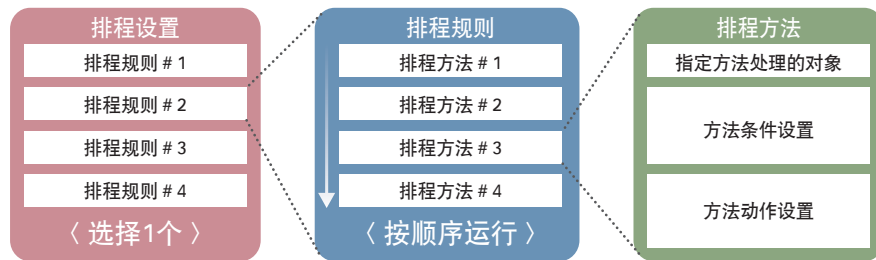 排程设置
排程规则 # 1
排程规则 # 2
排程规则 # 3
排程规则 # 4
〈 选择1个 〉
排程规则
排程方法 # 1
排程方法 # 2
排程方法 # 3
排程方法 # 4
〈 按顺序运行 〉
排程方法
指定方法处理的对象
方法条件设置
方法动作设置